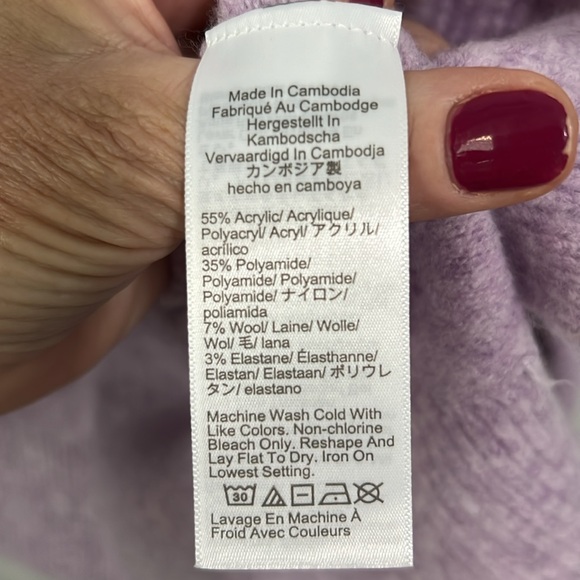 Made In Cambodia
Fabriqué Au Cambodge
Hergestellt In
Kambodscha
Vervaardigd In Cambodja
カンボジア製
hecho en camboya
55% Acrylic/ Acrylique/
Polyacryl/ Acryl/ アクリル/
acrílico
35% Polyamide/
Polyamide/ Polyamide/
Polyamide/ ナイロン/
poliamida
7% Wool/ Laine/ Wolle/
Wol/ 毛/ lana
3% Elastane/ Élasthanne/
Elastan/ Elastaan/ ポリウレ
タン/ elastano
Machine Wash Cold With
Like Colors. Non-chlorine
Bleach Only. Reshape And
Lay Flat To Dry. Iron On
Lowest Setting.
30
Lavage En Machine À
Froid Avec Couleurs